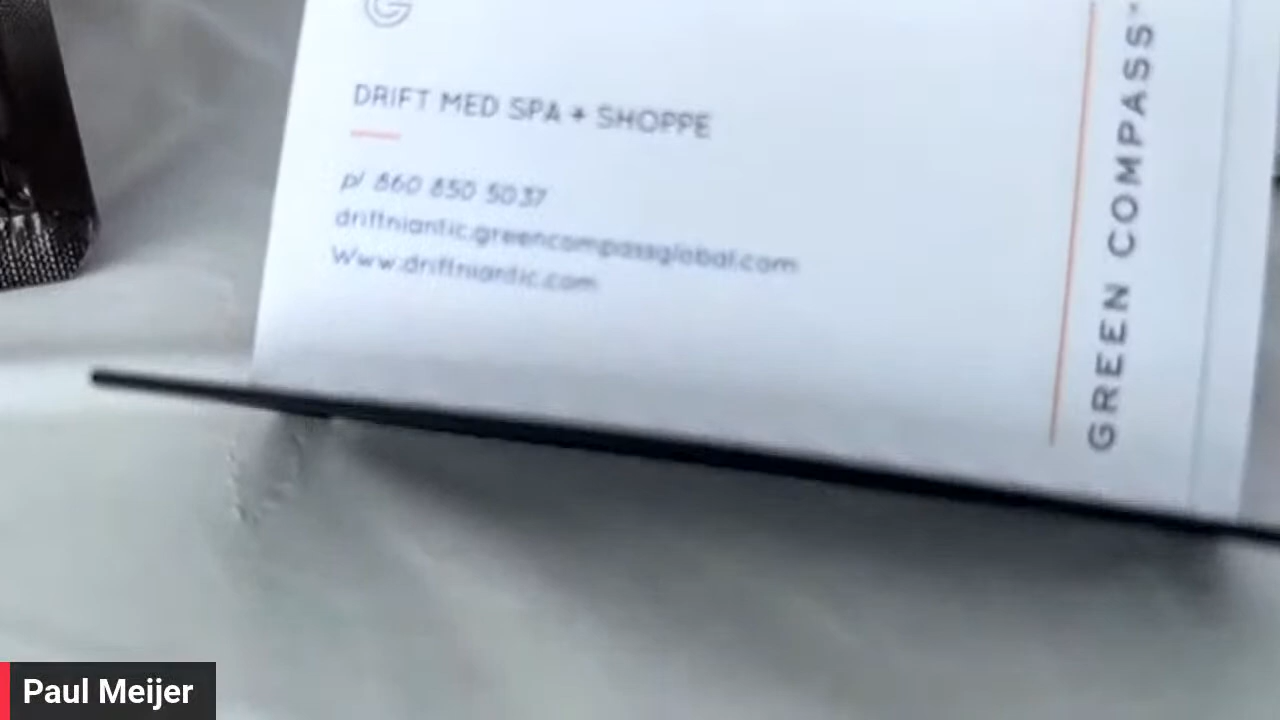 DRIFT MED SPA + SHOPPE
p/ 860 850 5037
driftniantic.greencompassglobal.com
Www.driftniantic.com
GREEN COMPASS
Paul Meijer